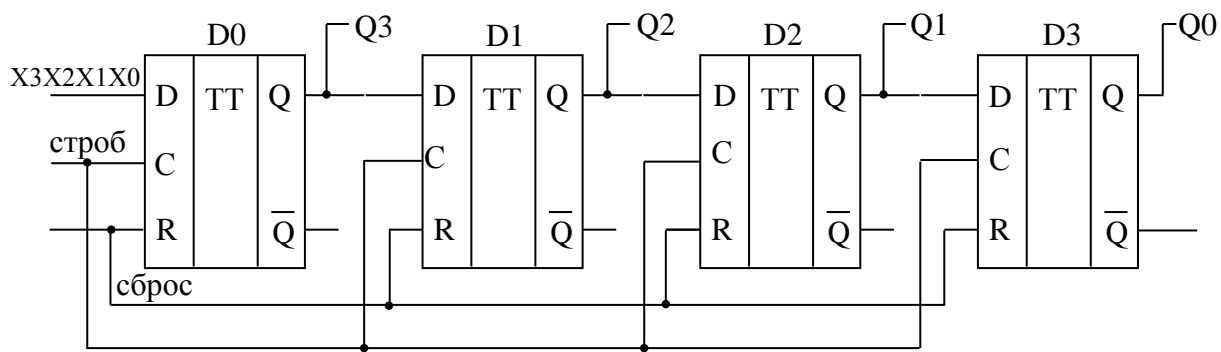 D0 Q3 D1 Q2 D2 Q1 D3 Q0
X3X2X1X0 D TT Q D TT Q D TT Q D TT Q
строб C C C C
R Q̅ R Q̅ R Q̅ R Q̅
сброс